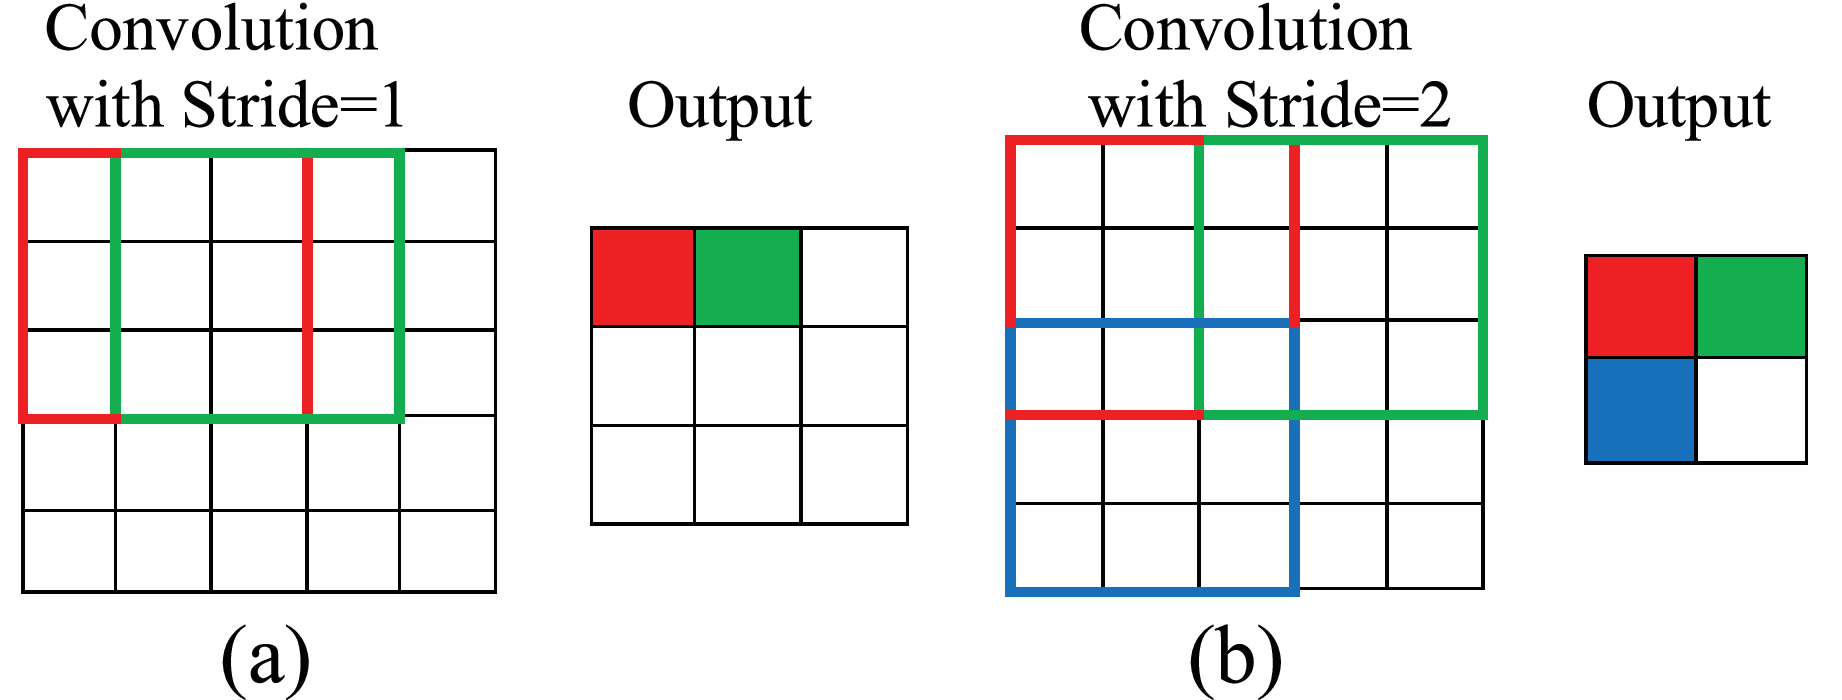 Convolution
with Stride=1
Output
Convolution
with Stride=2
Output
(a)
(b)